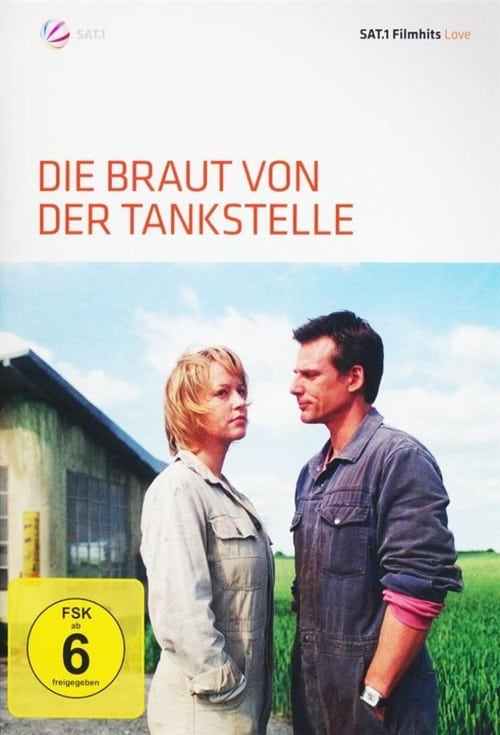 SAT.1
SAT.1 Filmhits Love
DIE BRAUT VON
DER TANKSTELLE
FSK
ab
6
freigegeben